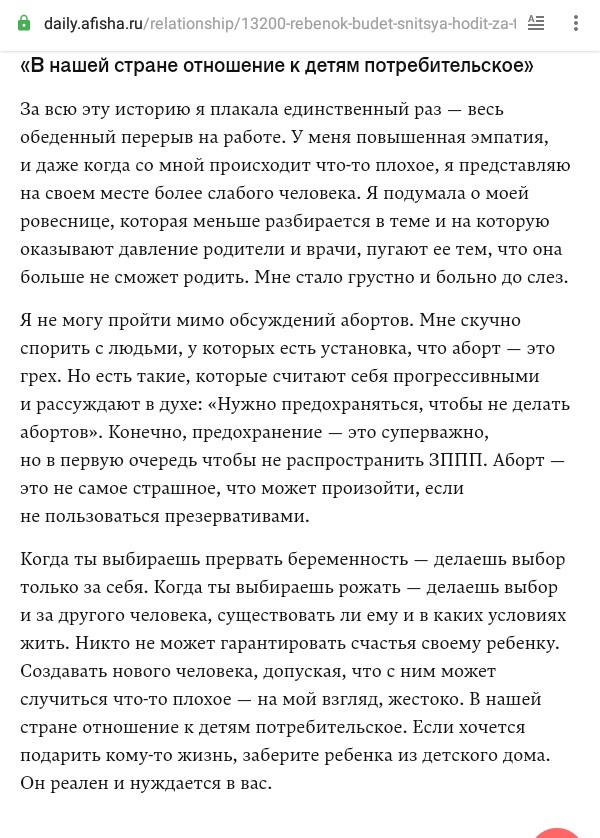 daily.afisha.ru/relationship/13200-rebenok-budet-snitsya-hodit-za-t
«В нашей стране отношение к детям потребительское»
За всю эту историю я плакала единственный раз — весь
обеденный перерыв на работе. У меня повышенная эмпатия,
и даже когда со мной происходит что-то плохое, я представляю
на своем месте более слабого человека. Я подумала о моей
ровеснице, которая меньше разбирается в теме и на которую
оказывают давление родители и врачи, пугают ее тем, что она
больше не сможет родить. Мне стало грустно и больно до слез.
Я не могу пройти мимо обсуждений абортов. Мне скучно
спорить с людьми, у которых есть установка, что аборт — это
грех. Но есть такие, которые считают себя прогрессивными
и рассуждают в духе: «Нужно предохраняться, чтобы не делать
абортов». Конечно, предохранение — это суперважно,
но в первую очередь чтобы не распространить ЗППП. Аборт —
это не самое страшное, что может произойти, если
не пользоваться презервативами.
Когда ты выбираешь прервать беременность — делаешь выбор
только за себя. Когда ты выбираешь рожать — делаешь выбор
и за другого человека, существовать ли ему и в каких условиях
жить. Никто не может гарантировать счастья своему ребенку.
Создавать нового человека, допуская, что с ним может
случиться что-то плохое — на мой взгляд, жестоко. В нашей
стране отношение к детям потребительское. Если хочется
подарить кому-то жизнь, заберите ребенка из детского дома.
Он реален и нуждается в вас.